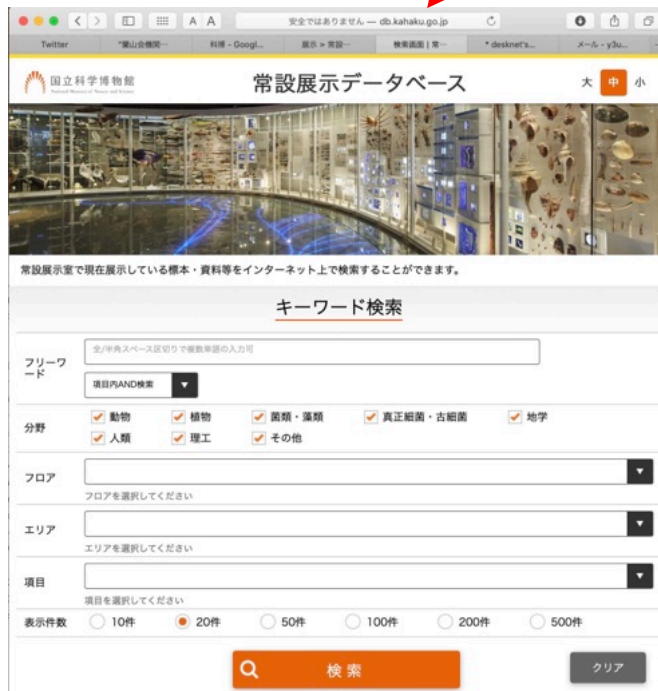 A A
安全ではありません — db.kahaku.go.jp
Twitter
"葉山会機関…
科博 - Googl...
展示 > 常設…
検索画面 | 常…
* desknet's...
メール - y3u...
国立科学博物館
National Museum of Nature and Science
常設展示データベース
大 中 小
常設展示室で現在展示している標本・資料等をインターネット上で検索することができます。
キーワード検索
フリーワード
全/半角スペース区切りで複数単語の入力可
項目内AND検索
分野
動物 植物 菌類・藻類 真正細菌・古細菌 地学
人類 理工 その他
フロア
フロアを選択してください
エリア
エリアを選択してください
項目
項目を選択してください
表示件数 10件 20件 50件 100件 200件 500件
検索
クリア